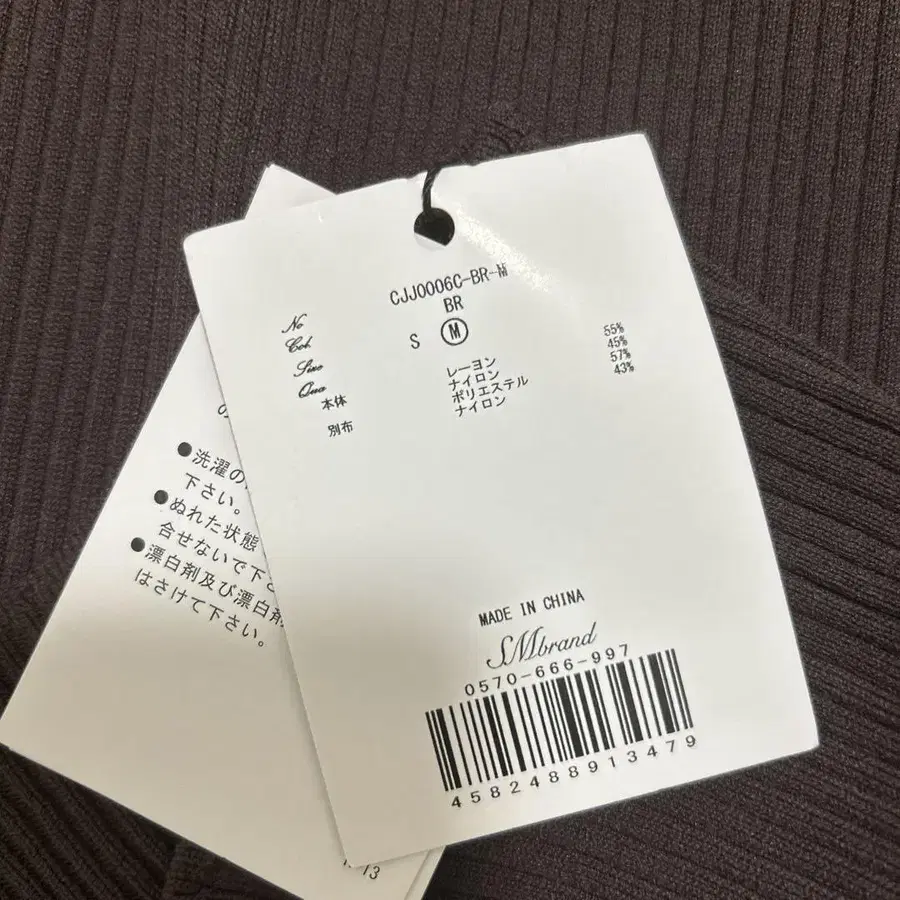 No CJJ0006C-BR-M
Col. BR
Size S M
Qua
本体 レーヨン 55%
ナイロン 45%
別布 ポリエステル 57%
ナイロン 43%
MADE IN CHINA
SMbrand
0570-666-997
4582488913479
●洗濯の
下さい。
●ぬれた状態
合せないで下さ
●漂白剤及び漂白剤
はさけて下さい。
13